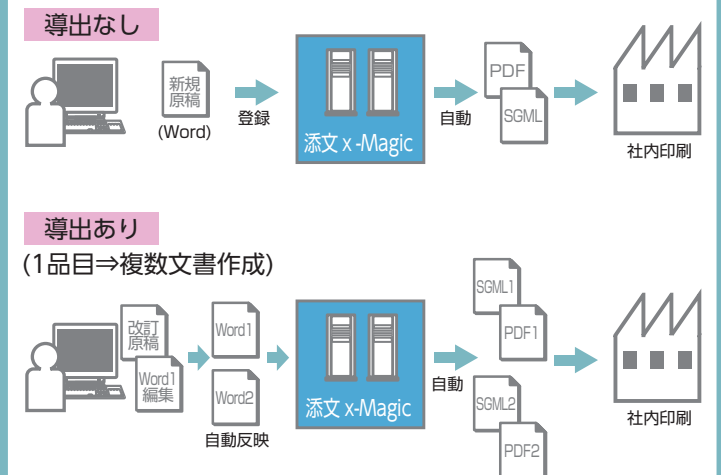 導出なし
新規
原稿
(Word)
登録
添文 x -Magic
自動
PDF
SGML
社内印刷
導出あり
(1品目⇒複数文書作成)
改訂
原稿
Word1
編集
Word1
Word2
自動反映
添文 x-Magic
自動
SGML1
PDF1
SGML2
PDF2
社内印刷